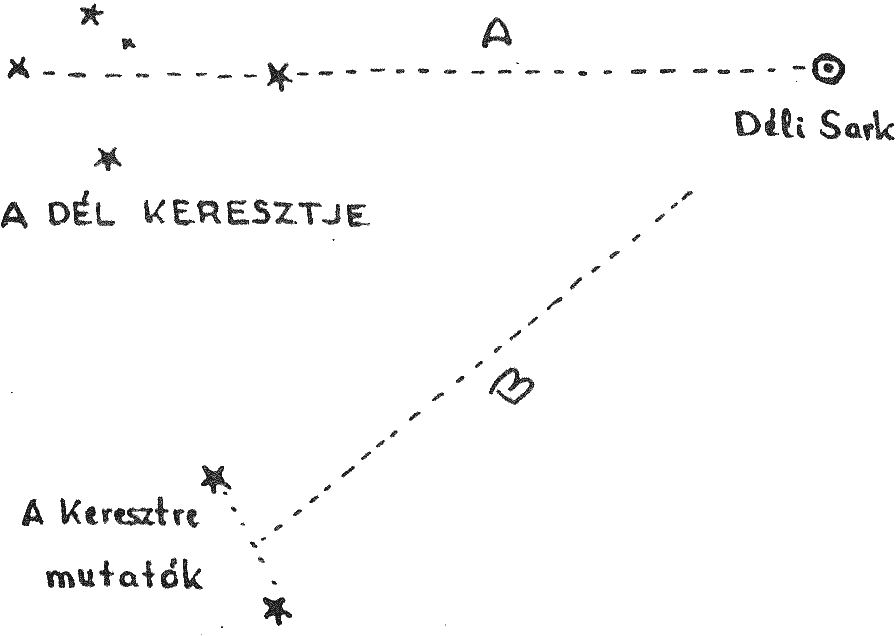 A
Déli Sark
A DÉL KERESZTJE
B
A Keresztre
mutatók